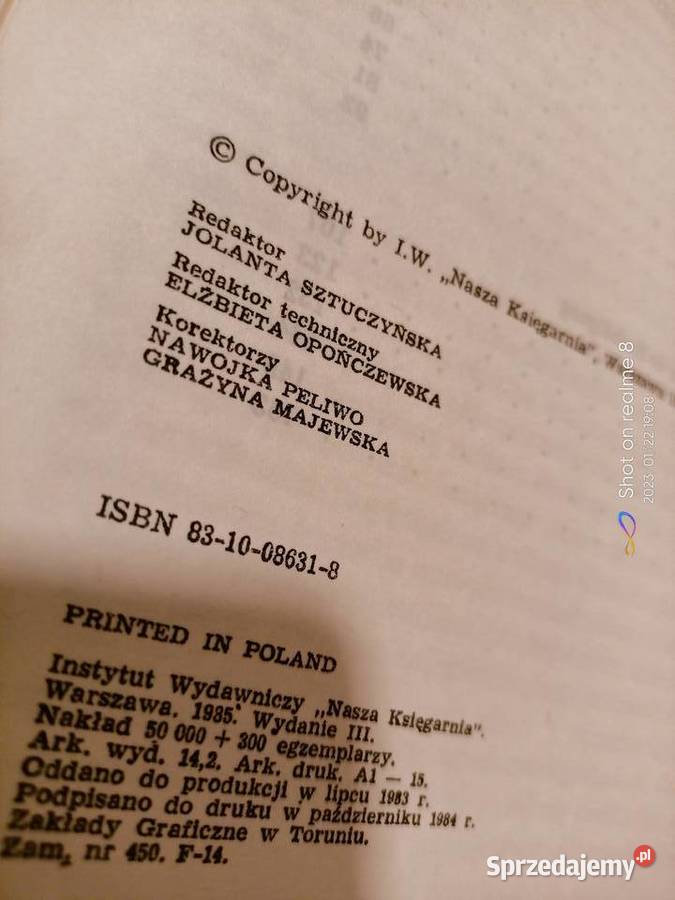 © Copyright by I.W. „Nasza Księgarnia",
Redaktor
JOLANTA SZTUCZYŃSKA
Redaktor techniczny
ELŻBIETA OPOŃCZEWSKA
Korektorzy
NAWOJKA PELIWO
GRAŻYNA MAJEWSKA
ISBN 83-10-08631-8
PRINTED IN POLAND
Instytut Wydawniczy „Nasza Księgarnia".
Warszawa. 1985. Wydanie III.
Nakład 50 000 + 300 egzemplarzy.
Ark. wyd. 14,2. Ark. druk. A1 — 15.
Oddano do produkcji w lipcu 1983 r.
Podpisano do druku w październiku 1984 r.
Zakłady Graficzne w Toruniu.
Zam. nr 450. F-14.
Shot on realme 8
2023.01.22 19:08
Sprzedajemy.pl